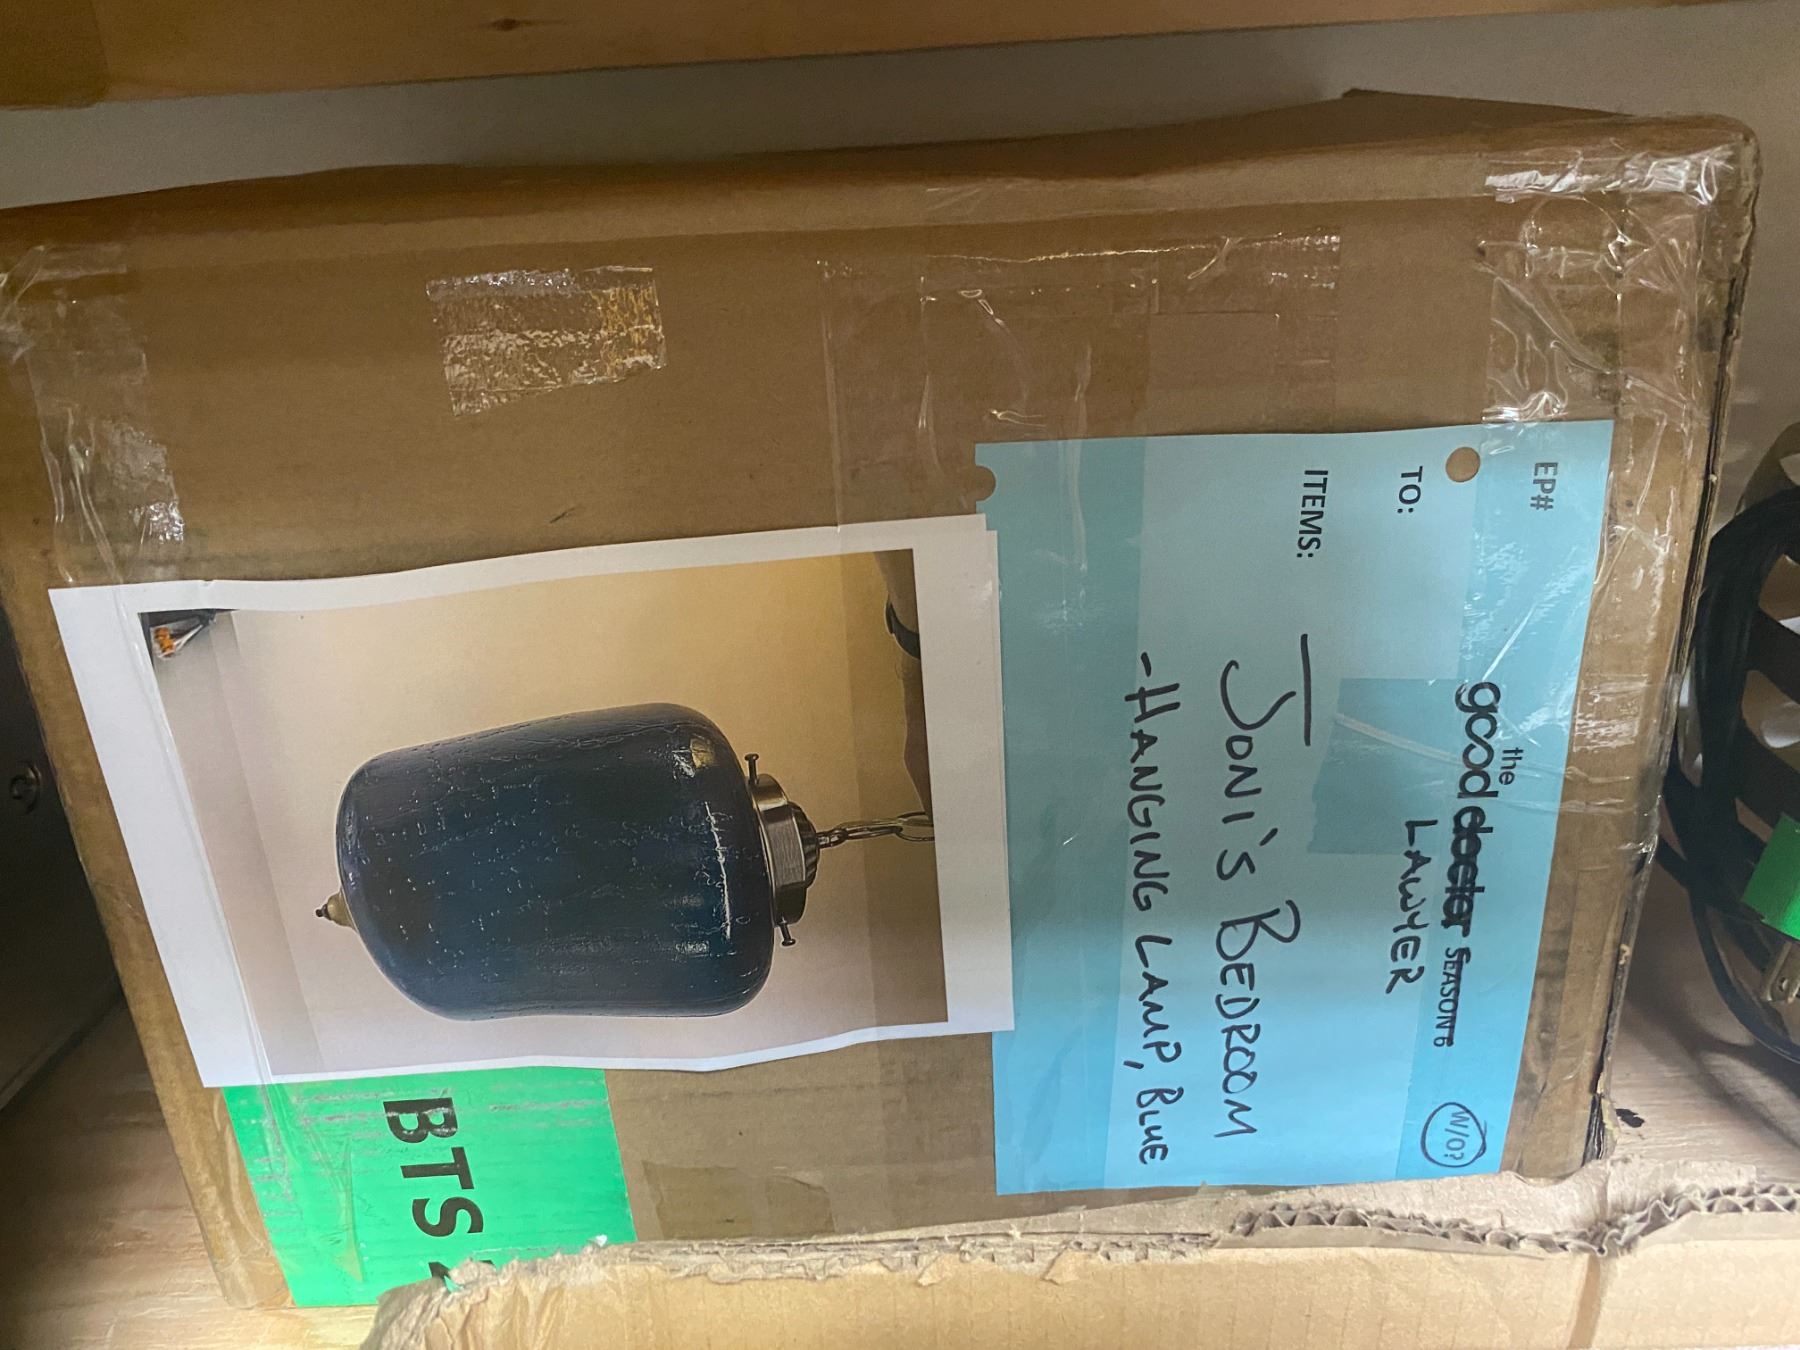 EP#
the
good doctor SEASON 6
W/O?
TO:
LAWYER
ITEMS:
JONI'S BEDROOM
-HANGING LAMP, BLUE
BTS